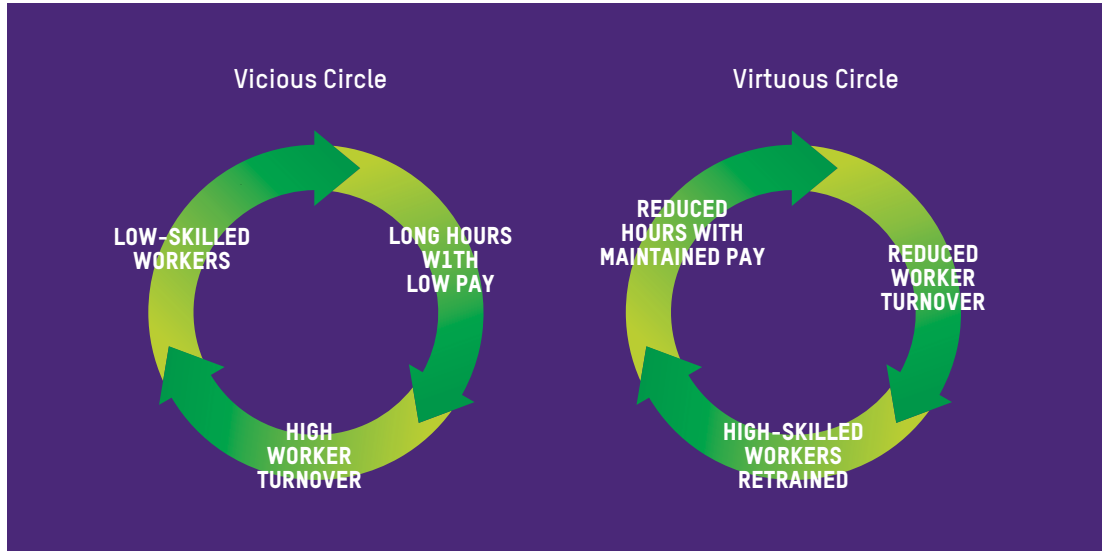 Vicious Circle
LOW-SKILLED
WORKERS
LONG HOURS
W1TH
LOW PAY
HIGH
WORKER
TURNOVER
Virtuous Circle
REDUCED
HOURS WITH
MAINTAINED PAY
REDUCED
WORKER
TURNOVER
HIGH-SKILLED
WORKERS
RETRAINED